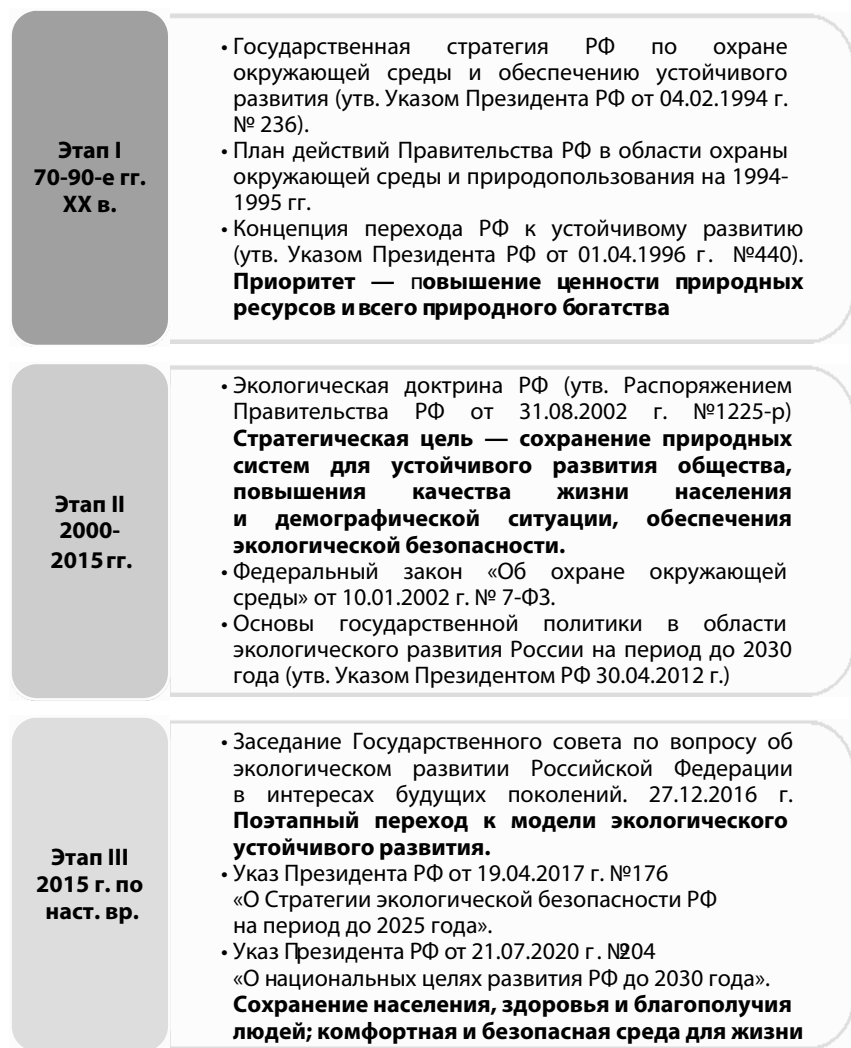 Этап I
70-90-е гг.
XX в.
• Государственная стратегия РФ по охране
окружающей среды и обеспечению устойчивого
развития (утв. Указом Президента РФ от 04.02.1994 г.
№ 236).
• План действий Правительства РФ в области охраны
окружающей среды и природопользования на 1994-
1995 гг.
• Концепция перехода РФ к устойчивому развитию
(утв. Указом Президента РФ от 01.04.1996 г. №440).
Приоритет — повышение ценности природных
ресурсов и всего природного богатства
Этап II
2000-
2015 гг.
• Экологическая доктрина РФ (утв. Распоряжением
Правительства РФ от 31.08.2002 г. №1225-р)
Стратегическая цель — сохранение природных
систем для устойчивого развития общества,
повышения качества жизни населения
и демографической ситуации, обеспечения
экологической безопасности.
• Федеральный закон «Об охране окружающей
среды» от 10.01.2002 г. № 7-ФЗ.
• Основы государственной политики в области
экологического развития России на период до 2030
года (утв. Указом Президентом РФ 30.04.2012 г.)
Этап III
2015 г. по
наст. вр.
• Заседание Государственного совета по вопросу об
экологическом развитии Российской Федерации
в интересах будущих поколений. 27.12.2016 г.
Поэтапный переход к модели экологического
устойчивого развития.
• Указ Президента РФ от 19.04.2017 г. №176
«О Стратегии экологической безопасности РФ
на период до 2025 года».
• Указ Президента РФ от 21.07.2020 г. №204
«О национальных целях развития РФ до 2030 года».
Сохранение населения, здоровья и благополучия
людей; комфортная и безопасная среда для жизни